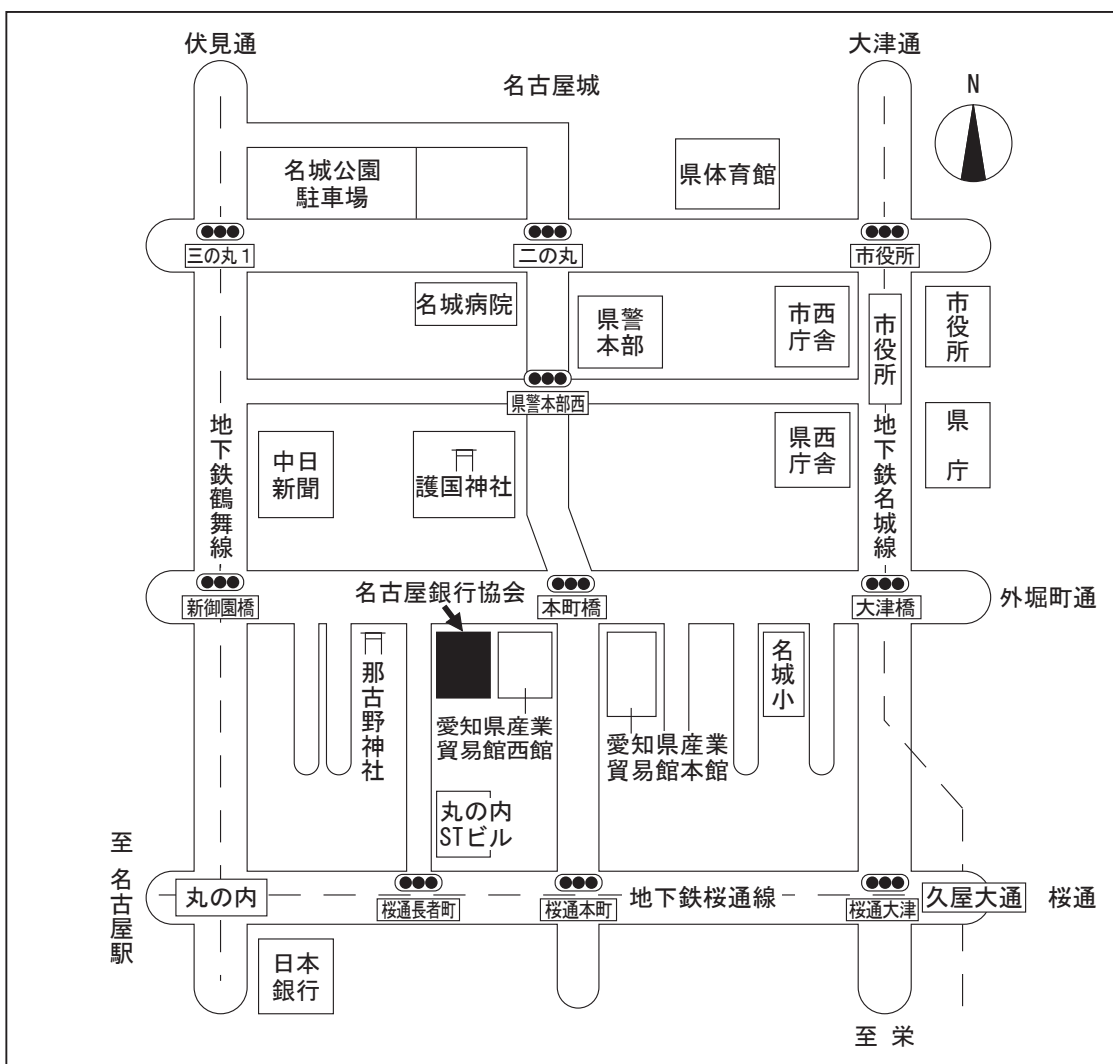 伏見通
大津通
名古屋城
N
名城公園
駐車場
県体育館
三の丸1
二の丸
市役所
名城病院
県警
本部
市西
庁舎
市役所
市役所
県警本部西
地下鉄鶴舞線
中日
新聞
護国神社
県西
庁舎
地下鉄名城線
県庁
名古屋銀行協会
新御園橋
本町橋
大津橋
外堀町通
那古野神社
名城小
愛知県産業
貿易館西館
愛知県産業
貿易館本館
丸の内
STビル
至 名古屋駅
丸の内
桜通長者町
桜通本町
地下鉄桜通線
桜通大津
久屋大通
桜通
日本
銀行
至 栄